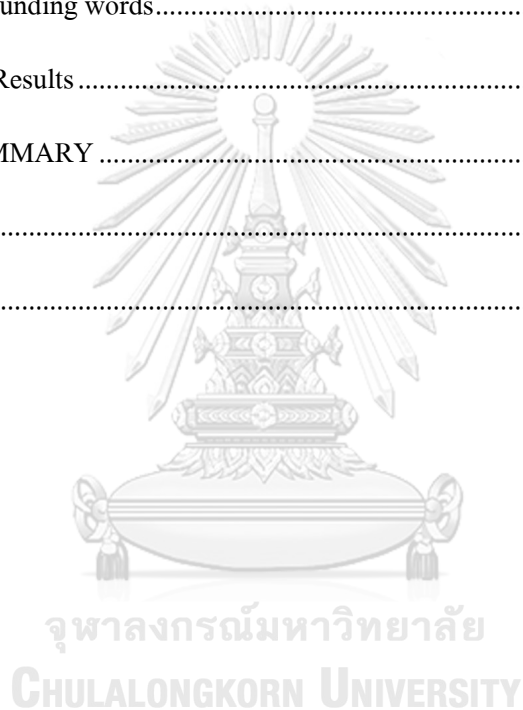 unding words..................................................
Results.............................................................
MMARY..........................................................
........................................................................
........................................................................
จุฬาลงกรณ์มหาวิทยาลัย
CHULALONGKORN UNIVERSITY